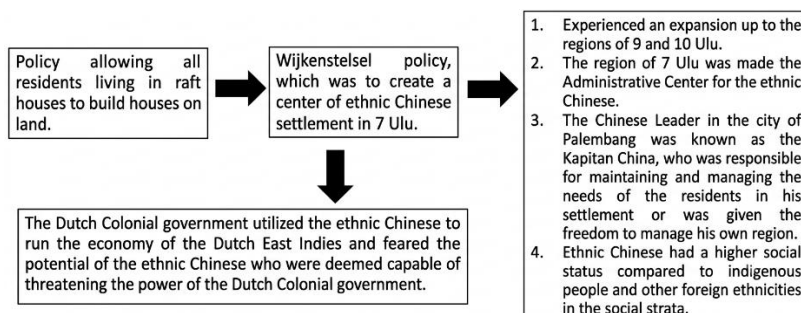 Policy allowing all
residents living in raft
houses to build houses on
land.
Wijkenstelsel policy,
which was to create a
center of ethnic Chinese
settlement in 7 Ulu.
The Dutch Colonial government utilized the ethnic Chinese to
run the economy of the Dutch East Indies and feared the
potential of the ethnic Chinese who were deemed capable of
threatening the power of the Dutch Colonial government.
1. Experienced an expansion up to the
regions of 9 and 10 Ulu.
2. The region of 7 Ulu was made the
Administrative Center for the ethnic
Chinese.
3. The Chinese Leader in the city of
Palembang was known as the
Kapitan China, who was responsible
for maintaining and managing the
needs of the residents in his
settlement or was given the
freedom to manage his own region.
4. Ethnic Chinese had a higher social
status compared to indigenous
people and other foreign ethnicities
in the social strata.